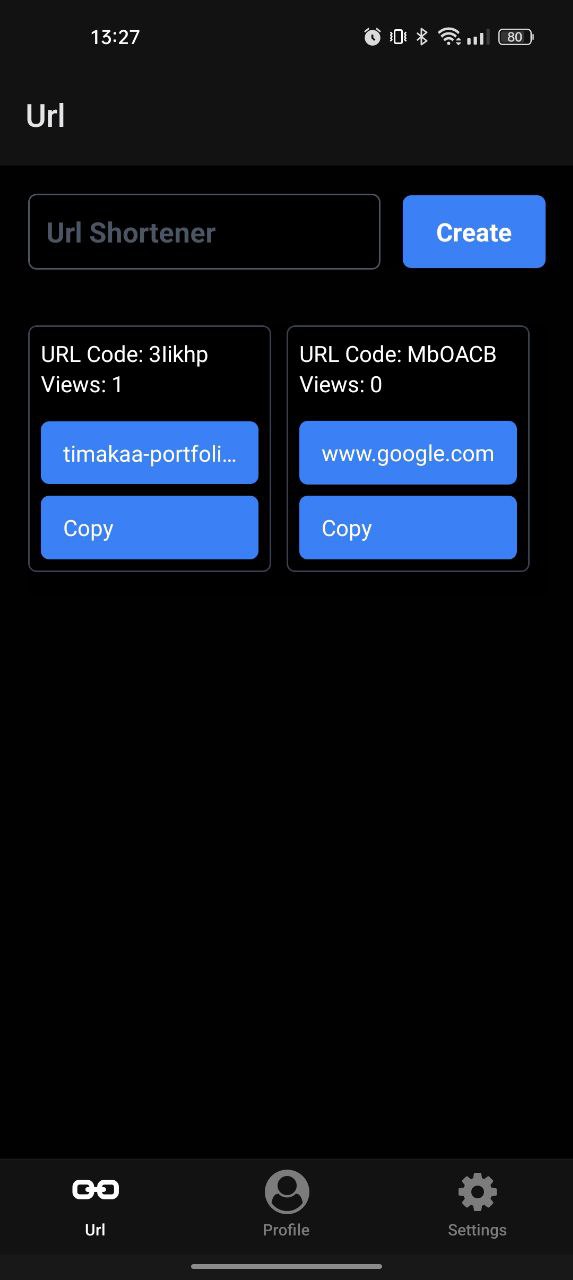 13:27
80
Url
Url Shortener
Create
URL Code: 3Iikhp
Views: 1
timakaa-portfoli...
Copy
URL Code: MbOACB
Views: 0
www.google.com
Copy
Url
Profile
Settings